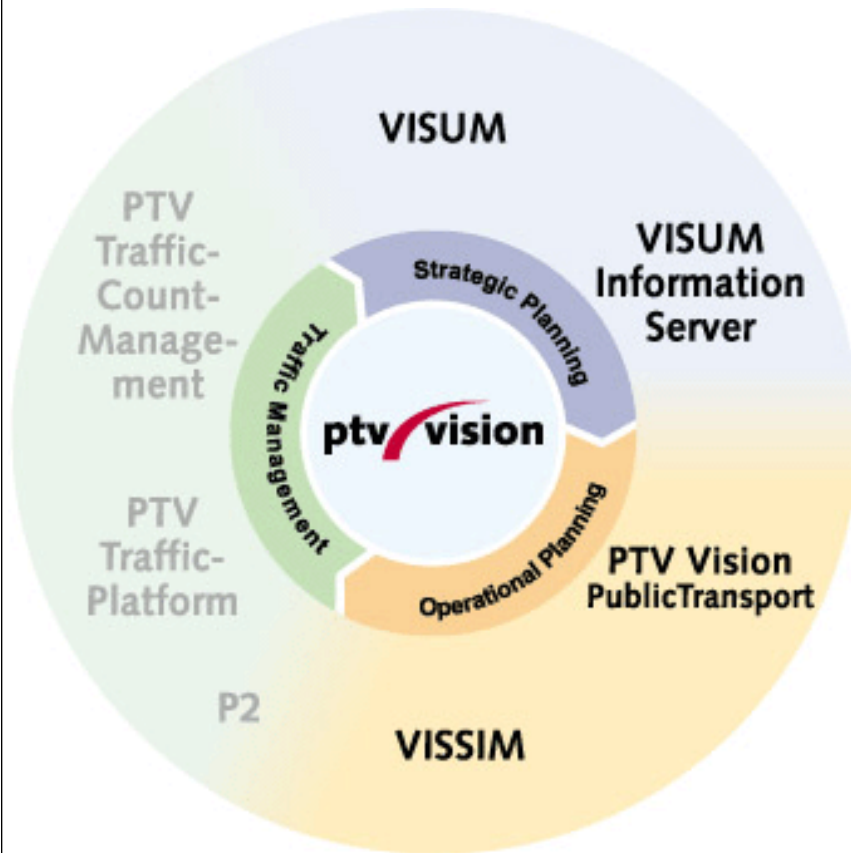 VISUM
VISUM
Information
Server
PTV
Traffic-
Count-
Manage-
ment
Strategic Planning
Traffic Management
ptv vision
Operational Planning
PTV Vision
PublicTransport
PTV
Traffic-
Platform
P2
VISSIM